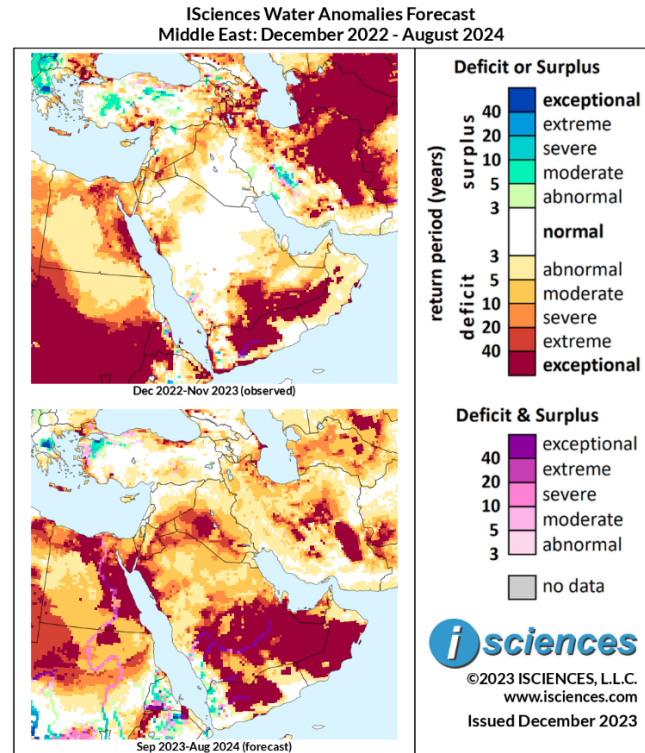 ISciences Water Anomalies Forecast
Middle East: December 2022 - August 2024
Dec 2022-Nov 2023 (observed)
Sep 2023-Aug 2024 (forecast)
Deficit or Surplus
return period (years)
surplus
deficit
40
20
10
5
3
3
5
10
20
40
exceptional
extreme
severe
moderate
abnormal
normal
abnormal
moderate
severe
extreme
exceptional
Deficit & Surplus
40
20
10
5
3
exceptional
extreme
severe
moderate
abnormal
no data
i sciences
©2023 ISCIENCES, L.L.C.
www.isciences.com
Issued December 2023